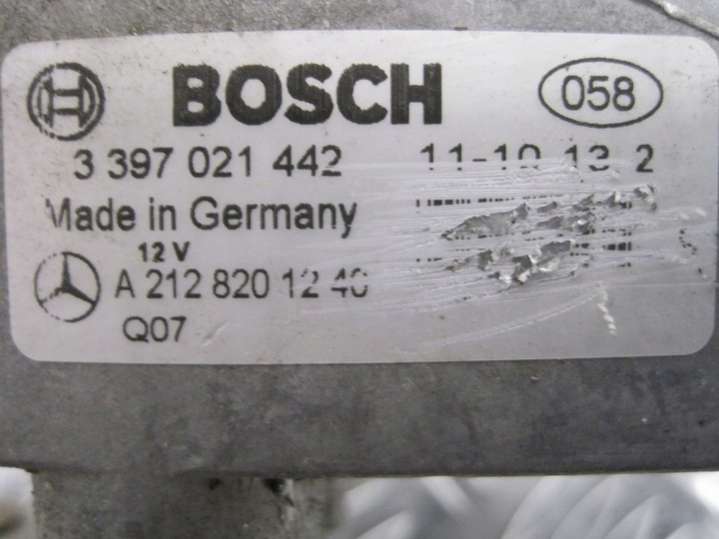 BOSCH 058
3 397 021 442 11-10 13 2
Made in Germany
12 V
A 212 820 12 40
Q07